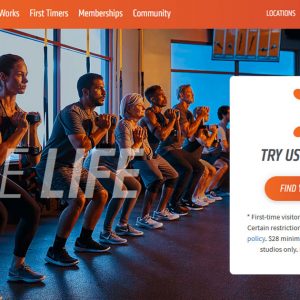 Works First Timers Memberships Community LOCATIONS
E LIFE
TRY US
FIND
* First-time visitor
Certain restriction
policy. $28 minim
studios only.